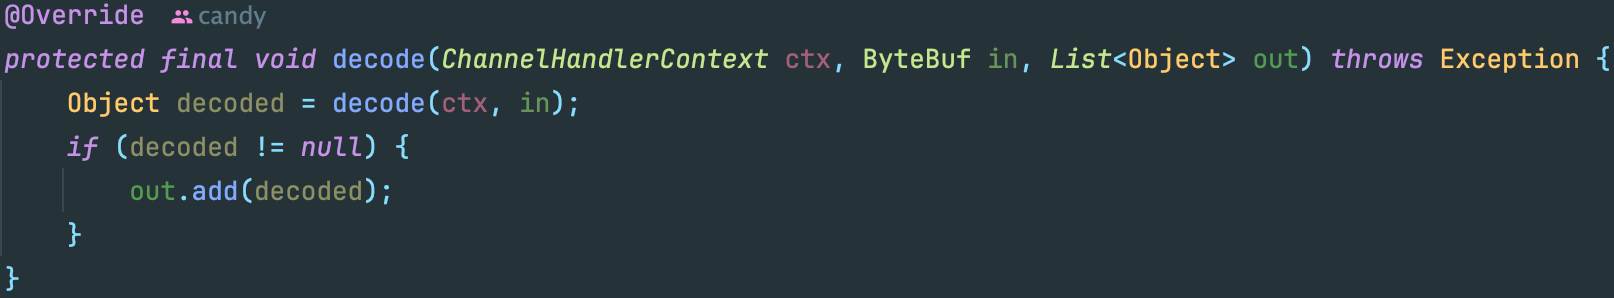 @Override candy
protected final void decode(ChannelHandlerContext ctx, ByteBuf in, List<Object> out) throws Exception {
    Object decoded = decode(ctx, in);
    if (decoded != null) {
        out.add(decoded);
    }
}